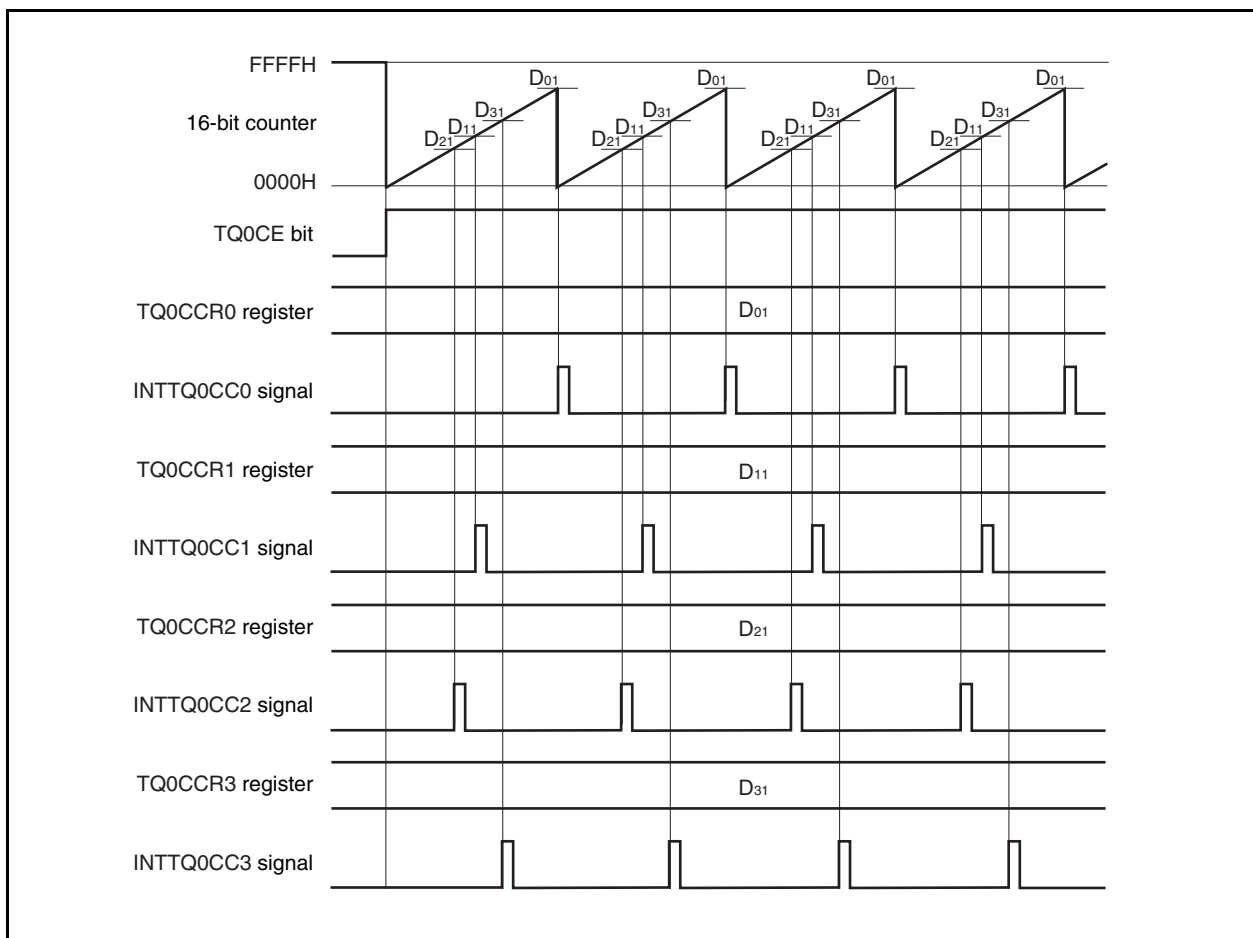 FFFFH
16-bit counter
0000H
D01 D01 D01 D01
D31 D31 D31 D31
D11 D11 D11 D11
D21 D21 D21 D21
TQ0CE bit
TQ0CCR0 register
D01
INTTQ0CC0 signal
TQ0CCR1 register
D11
INTTQ0CC1 signal
TQ0CCR2 register
D21
INTTQ0CC2 signal
TQ0CCR3 register
D31
INTTQ0CC3 signal